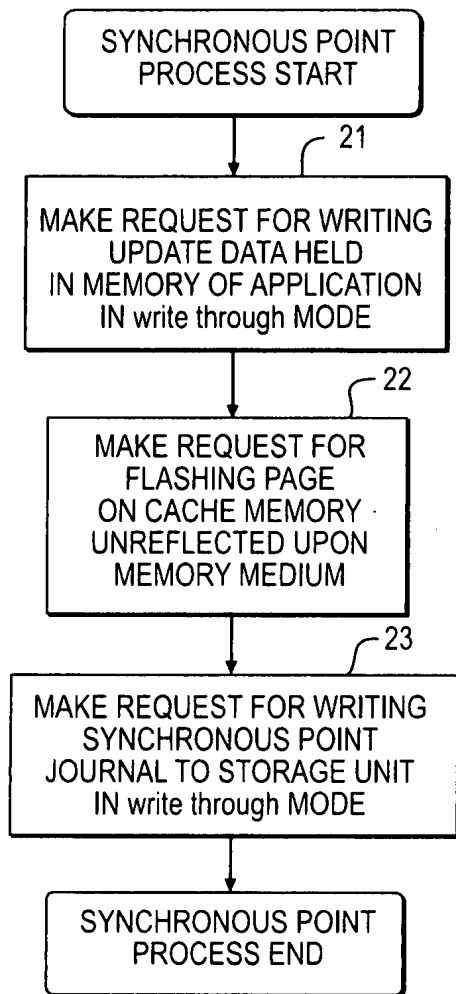 SYNCHRONOUS POINT
PROCESS START
21
MAKE REQUEST FOR WRITING
UPDATE DATA HELD
IN MEMORY OF APPLICATION
IN write through MODE
22
MAKE REQUEST FOR
FLASHING PAGE
ON CACHE MEMORY
UNREFLECTED UPON
MEMORY MEDIUM
23
MAKE REQUEST FOR WRITING
SYNCHRONOUS POINT
JOURNAL TO STORAGE UNIT
IN write through MODE
SYNCHRONOUS POINT
PROCESS END